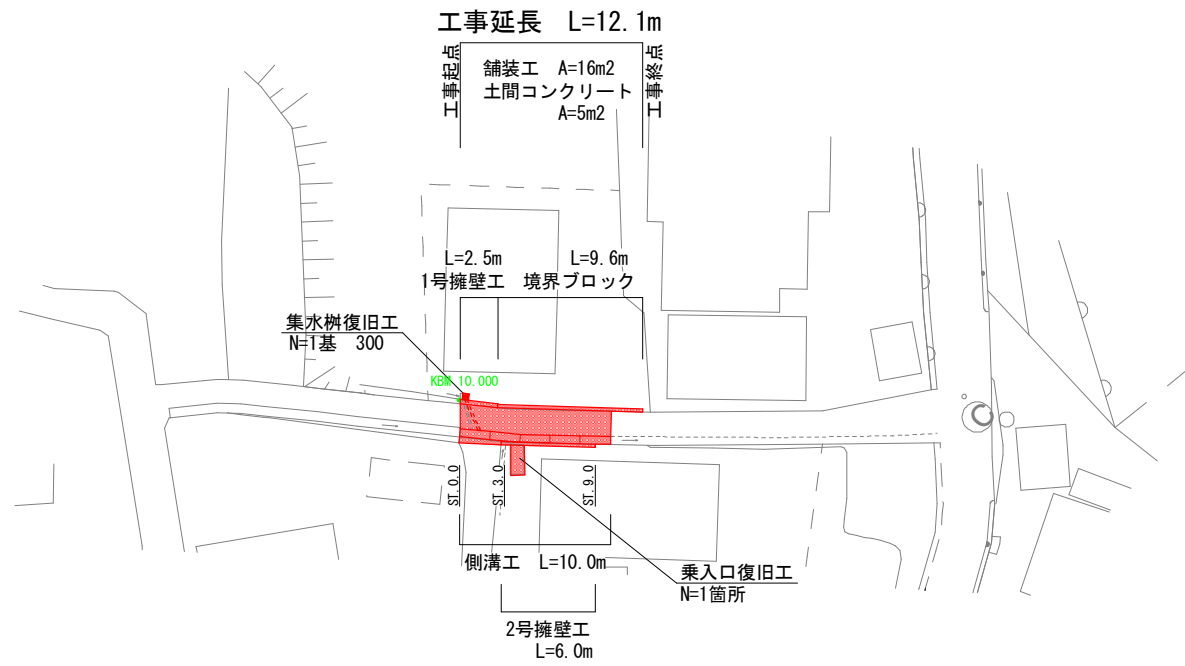 工事延長 L=12.1m
工事起点
工事終点
舗装工 A=16m2
土間コンクリート
A=5m2
L=2.5m
L=9.6m
1号擁壁工
境界ブロック
集水桝復旧工
N=1基 300
KBM 10.000
ST.0.0
ST.3.0
ST.9.0
側溝工 L=10.0m
乗入口復旧工
N=1箇所
2号擁壁工
L=6.0m